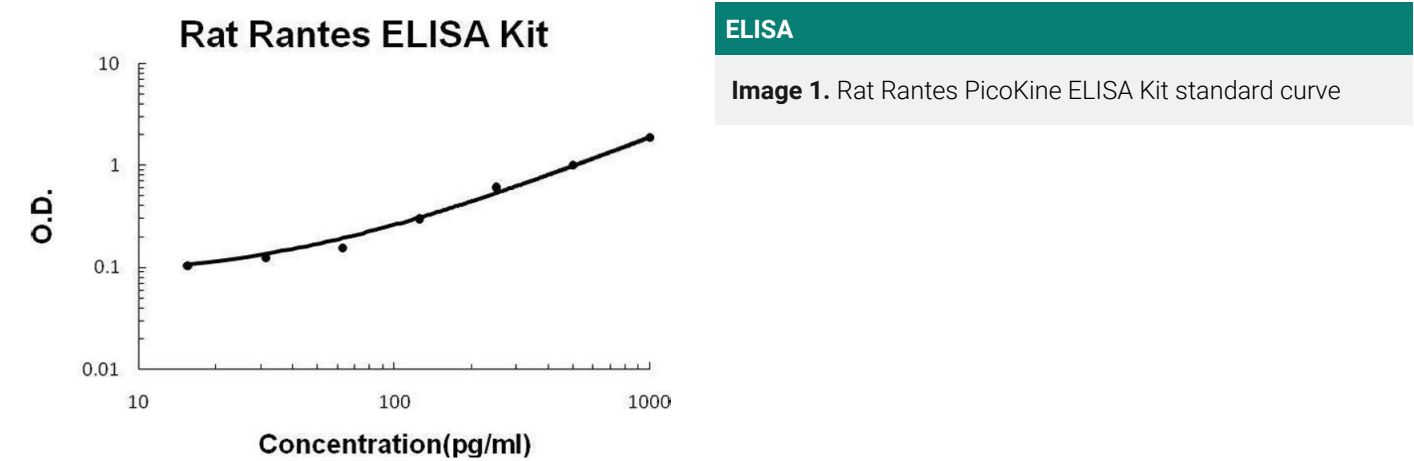 Rat Rantes ELISA Kit
10
1
0.1
0.01
O.D.
10 100 1000
Concentration(pg/ml)
ELISA
Image 1. Rat Rantes PicoKine ELISA Kit standard curve